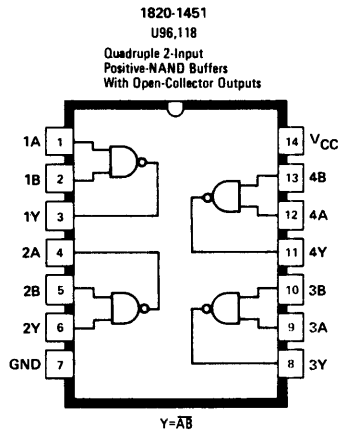 1820-1451
U96,118
Quadruple 2-Input
Positive-NAND Buffers
With Open-Collector Outputs
1A 1 14 VCC
1B 2 13 4B
1Y 3 12 4A
2A 4 11 4Y
2B 5 10 3B
2Y 6 9 3A
GND 7 8 3Y
Y=A̅B̅